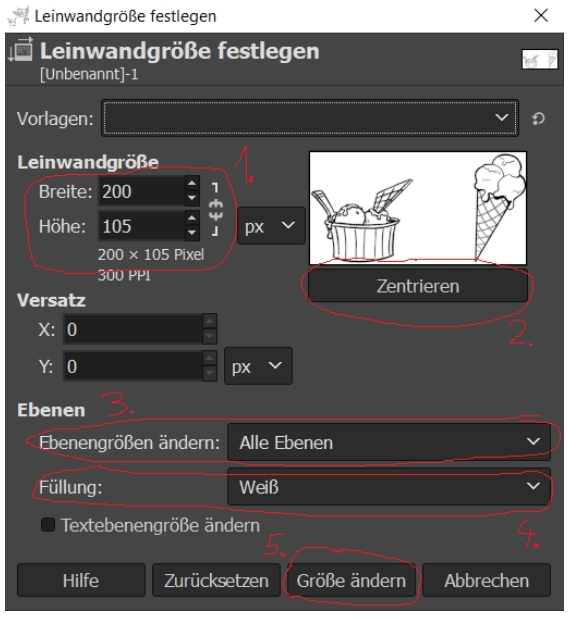 Leinwandgröße festlegen
Leinwandgröße festlegen
[Unbenannt]-1
Vorlagen:
Leinwandgröße
1.
Breite: 200
Höhe: 105
px
200 × 105 Pixel
300 PPI
Zentrieren
2.
Versatz
X: 0
Y: 0
px
Ebenen
3.
Ebenengrößen ändern: Alle Ebenen
Füllung: Weiß
4.
Textebenengröße ändern
5.
Hilfe Zurücksetzen Größe ändern Abbrechen